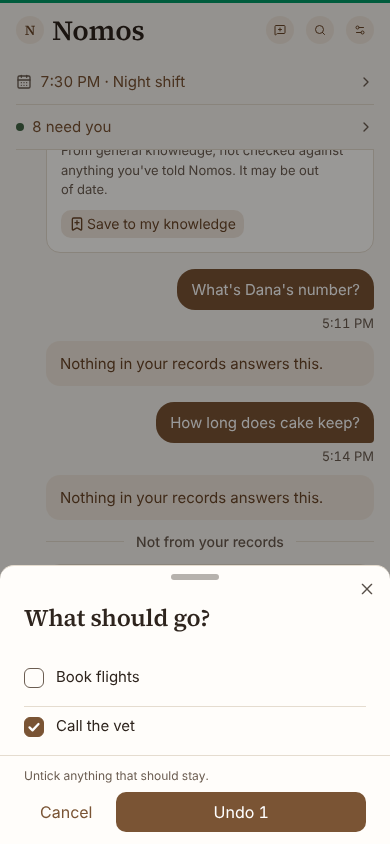 N Nomos
7:30 PM · Night shift
8 need you
From general knowledge, not checked against
anything you've told Nomos. It may be out
of date.
Save to my knowledge
What's Dana's number?
5:11 PM
Nothing in your records answers this.
How long does cake keep?
5:14 PM
Nothing in your records answers this.
Not from your records
What should go?
Book flights
Call the vet
Untick anything that should stay.
Cancel
Undo 1